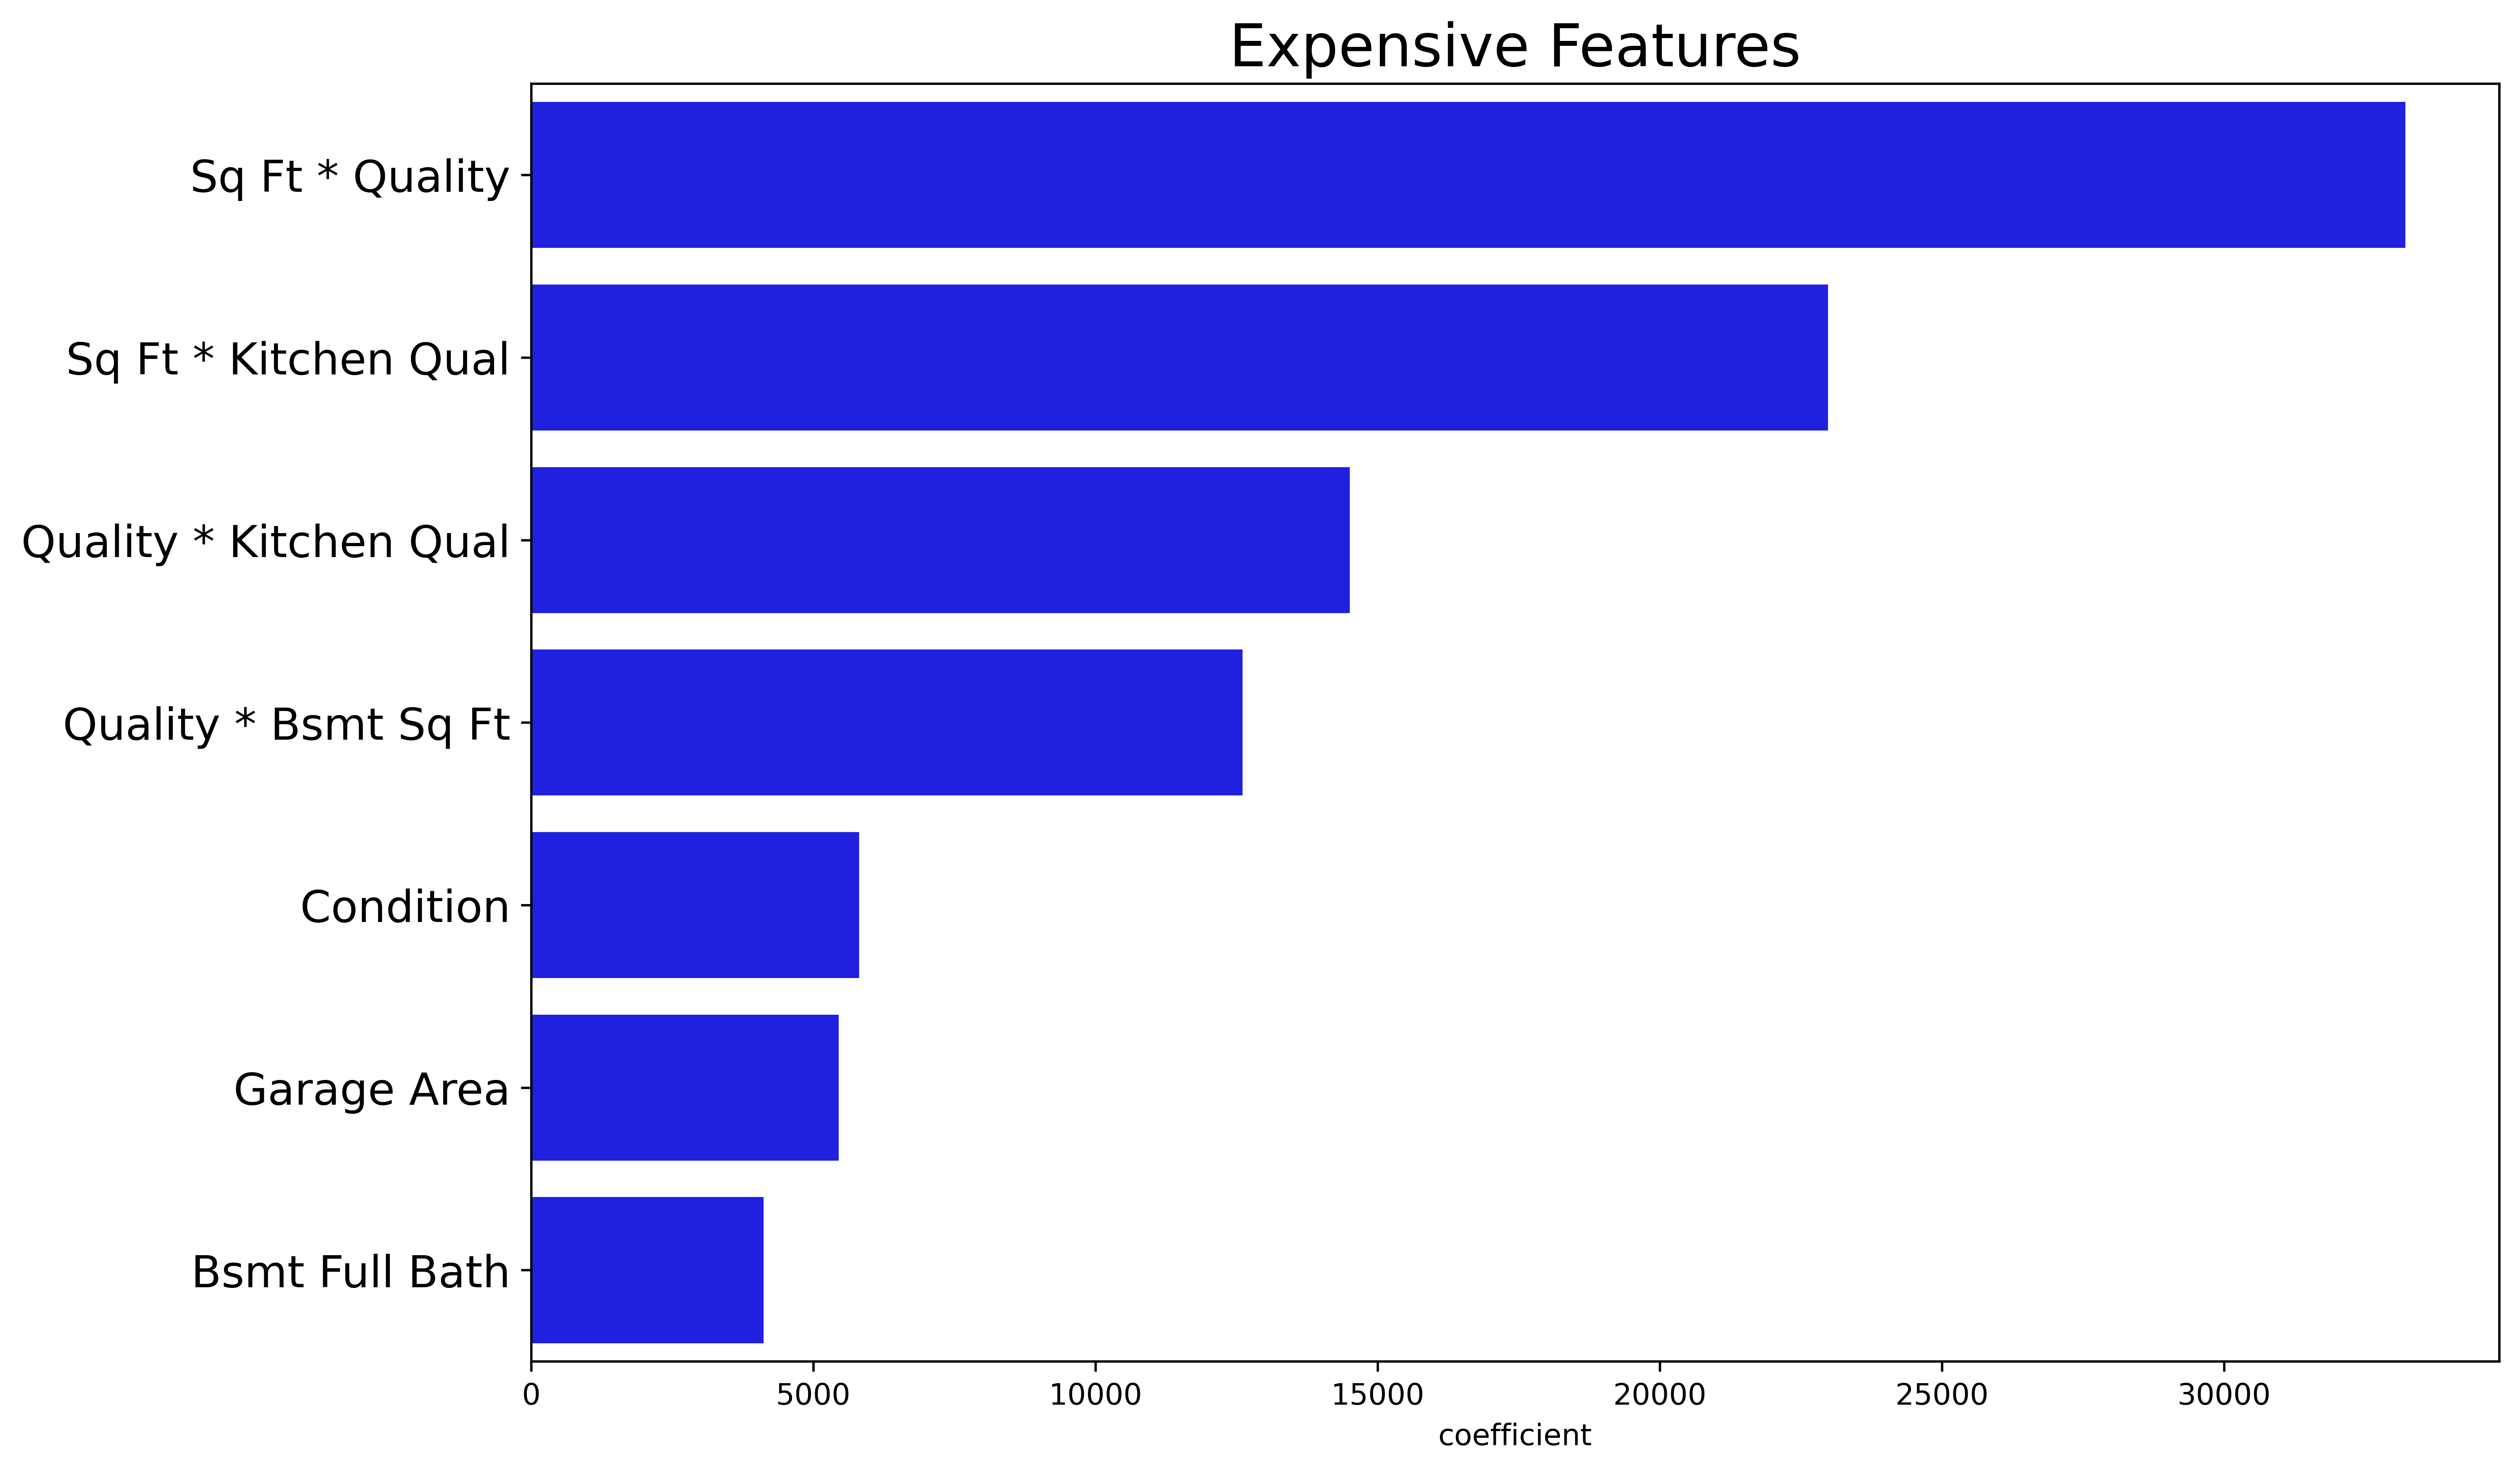 Expensive Features
Sq Ft * Quality
Sq Ft * Kitchen Qual
Quality * Kitchen Qual
Quality * Bsmt Sq Ft
Condition
Garage Area
Bsmt Full Bath
0 5000 10000 15000 20000 25000 30000
coefficient